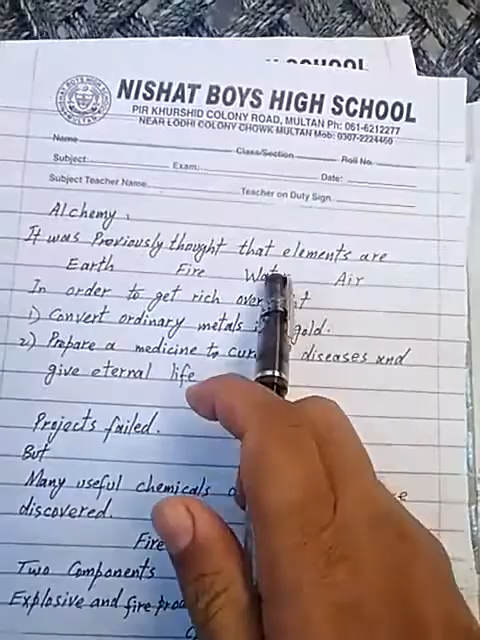 SCHOOL
NISHAT BOYS HIGH SCHOOL
PIR KHURSHID COLONY ROAD, MULTAN Ph: 061-6212277
NEAR LODHI COLONY CHOWK MULTAN Mob: 0307-2224460
Name Class/Section Roll No.
Subject: Exam: Date:
Subject Teacher Name Teacher on Duty Sign.
Alchemy:
It was Previously thought that elements are
Earth Fire Water Air
In order to get rich
1) Convert ordinary metals gold.
2) Prepare a medicine to diseases and
give eternal life
Projects failed.
But
Many useful chemicals
discovered.
Fire
Two Components
Explosive and fire